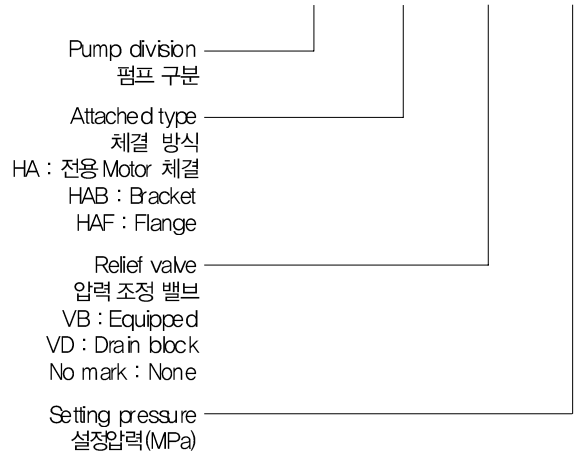 Pump division
펌프 구분
Attached type
체결 방식
HA : 전용 Motor 체결
HAB : Bracket
HAF : Flange
Relief valve
압력 조정 밸브
VB : Equipped
VD : Drain block
No mark : None
Setting pressure
설정압력(MPa)